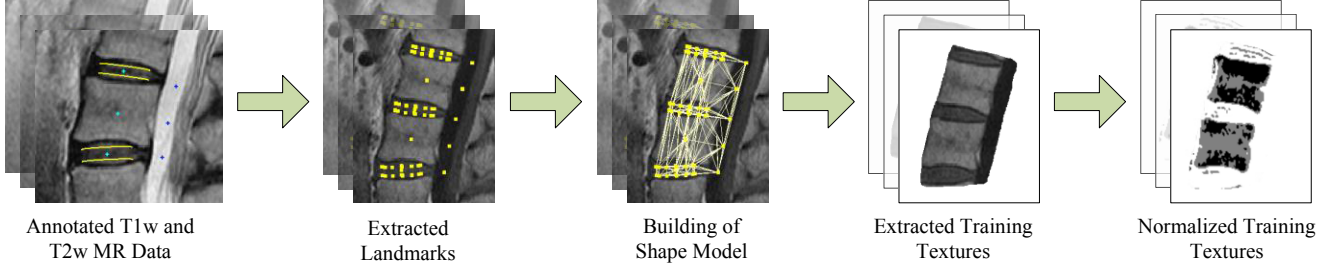 Annotated T1w and
T2w MR Data
Extracted
Landmarks
Building of
Shape Model
Extracted Training
Textures
Normalized Training
Textures